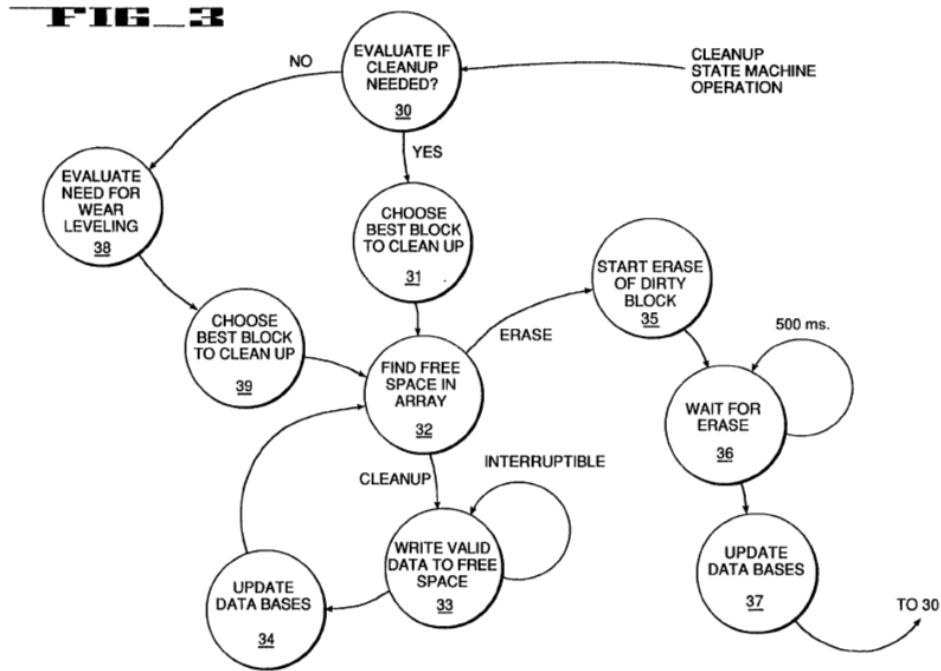 FIG_3
EVALUATE IF
CLEANUP
NEEDED?
30
CLEANUP
STATE MACHINE
OPERATION
NO
YES
EVALUATE
NEED FOR
WEAR
LEVELING
38
CHOOSE
BEST BLOCK
TO CLEAN UP
31
START ERASE
OF DIRTY
BLOCK
35
CHOOSE
BEST BLOCK
TO CLEAN UP
39
ERASE
500 ms.
FIND FREE
SPACE IN
ARRAY
32
WAIT FOR
ERASE
36
CLEANUP
INTERRUPTIBLE
WRITE VALID
DATA TO FREE
SPACE
33
UPDATE
DATA BASES
34
UPDATE
DATA BASES
37
TO 30